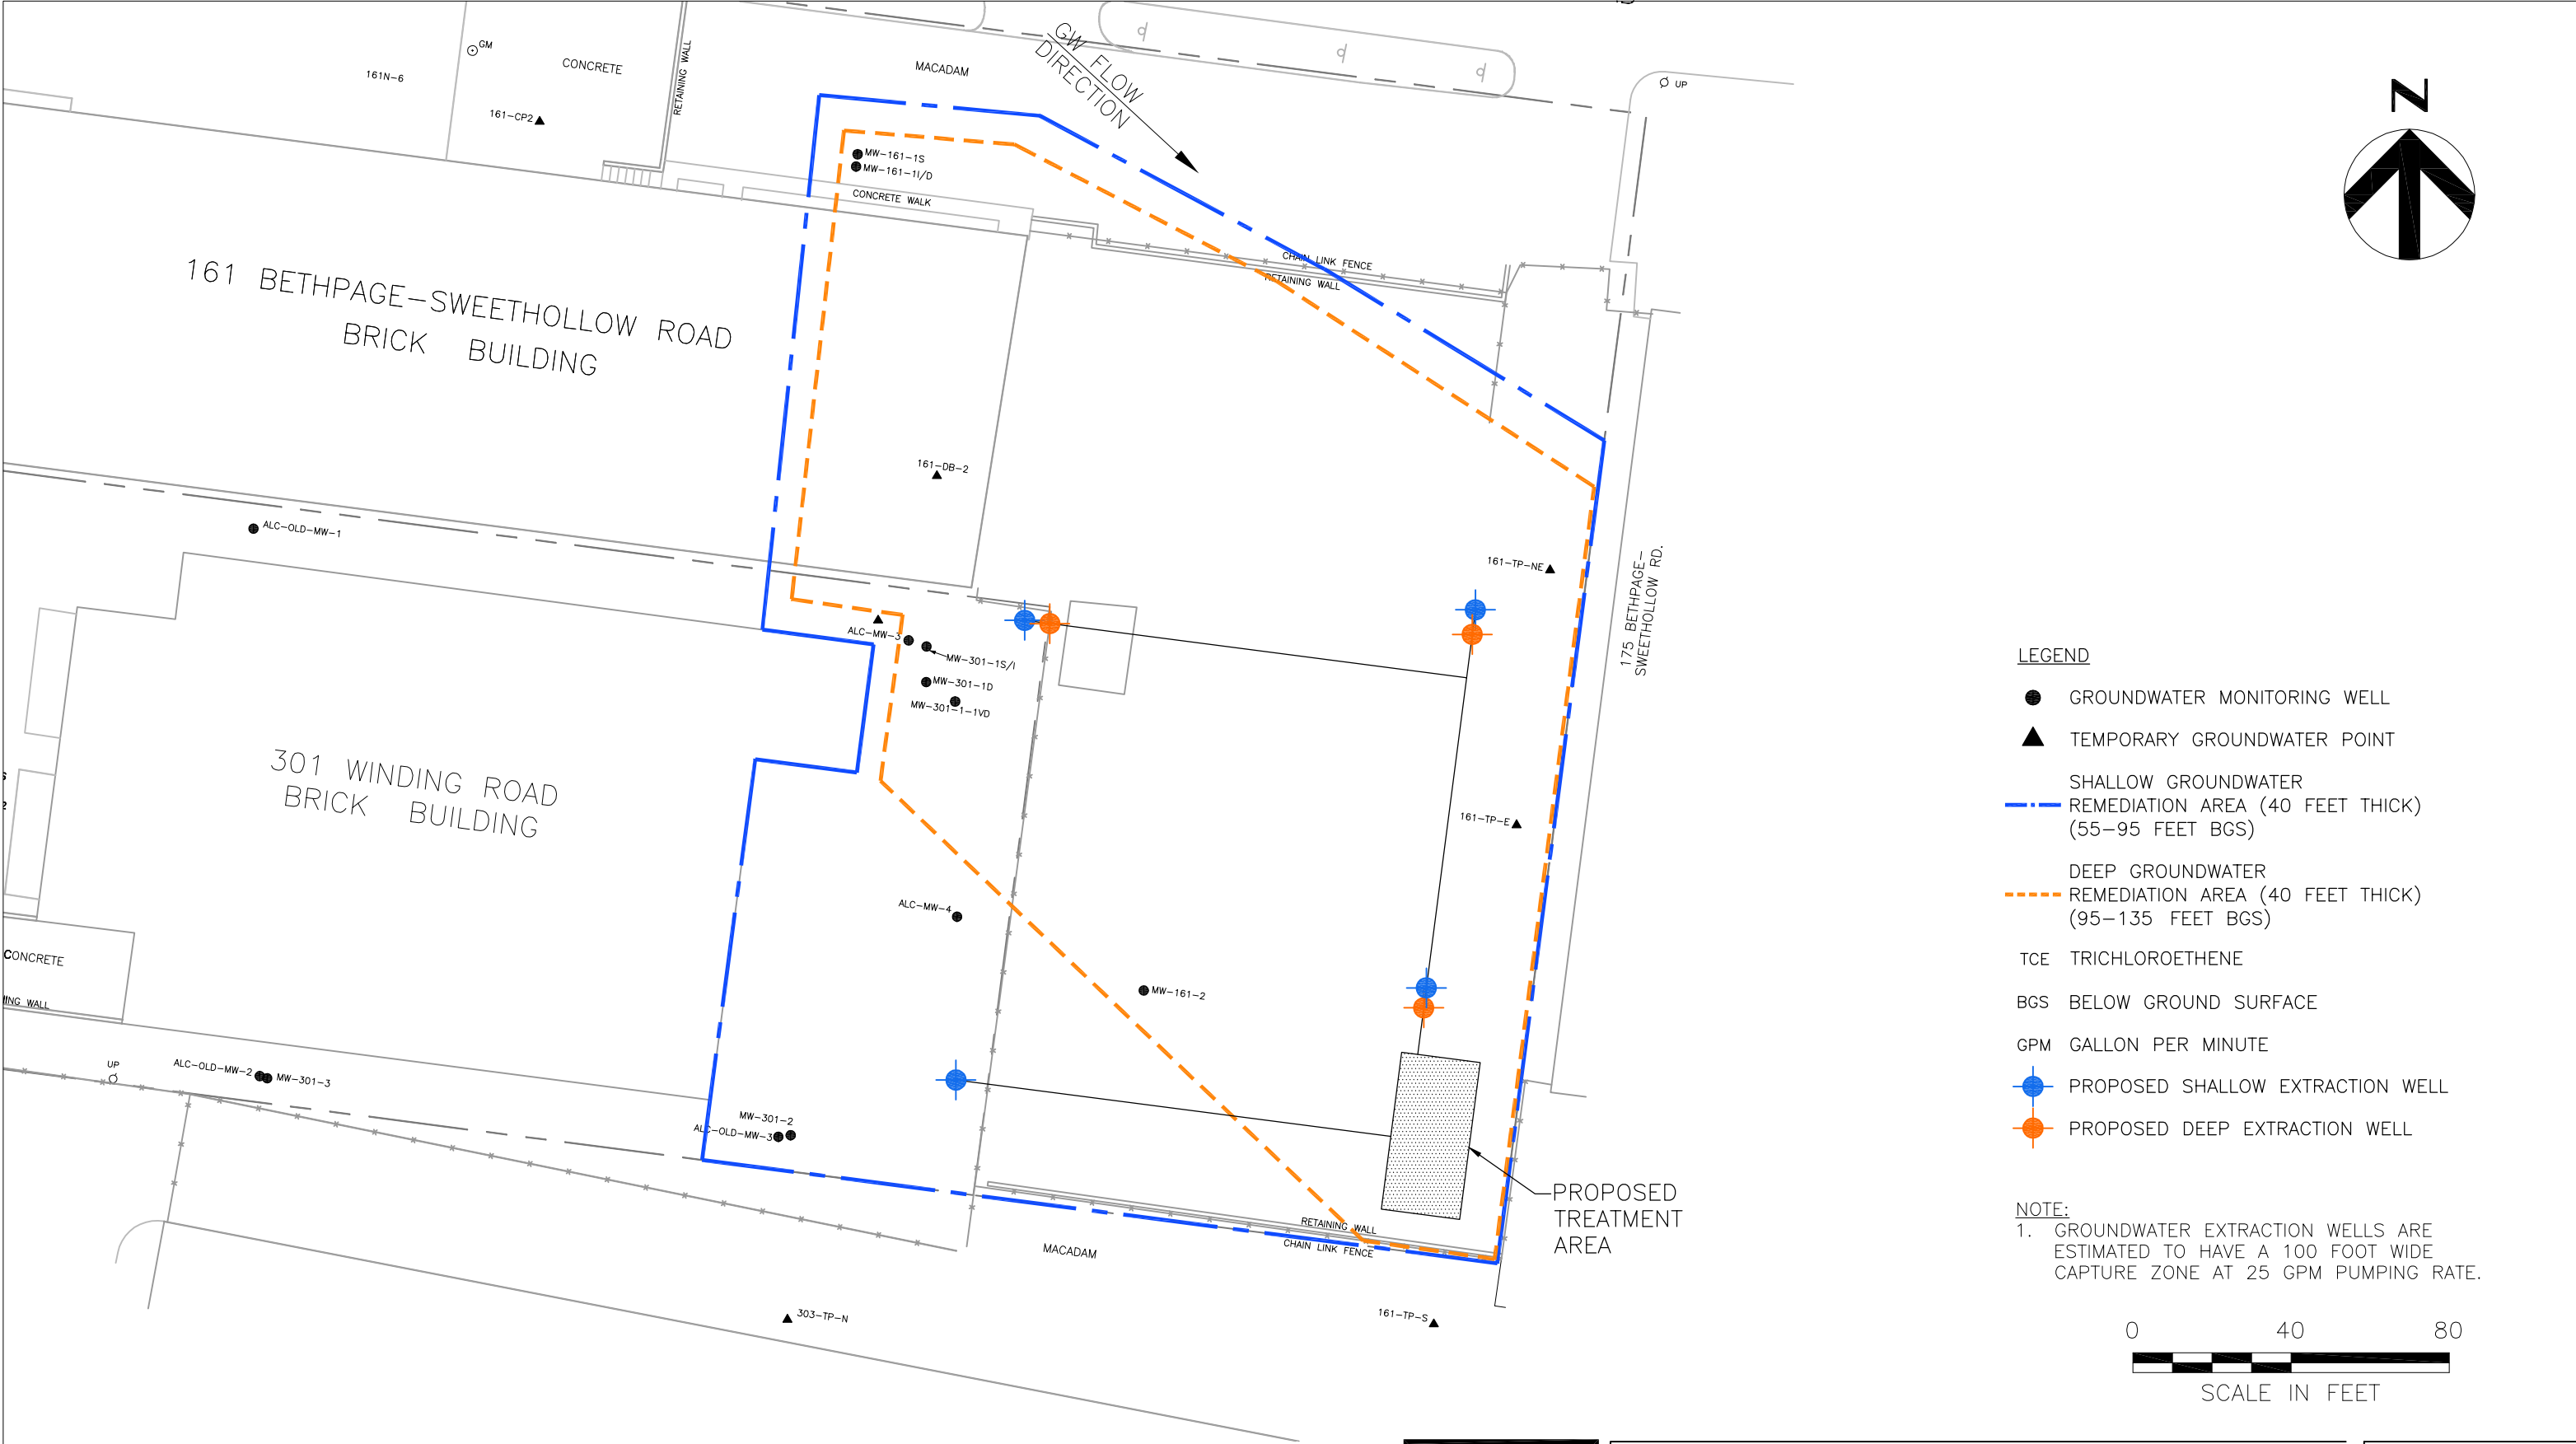 GM
161N-6
CONCRETE
161-CP2
RETAINING WALL
MACADAM
GW FLOW
DIRECTION
UP
N
MW-161-1S
MW-161-1I/D
CONCRETE WALK
CHAIN LINK FENCE
RETAINING WALL
161 BETHPAGE-SWEETHOLLOW ROAD
BRICK BUILDING
161-DB-2
ALC-OLD-MW-1
161-TP-NE
175 BETHPAGE-
SWEETHOLLOW RD.
ALC-MW-3
MW-301-1S/I
MW-301-1D
MW-301-1-1VD
301 WINDING ROAD
BRICK BUILDING
161-TP-E
ALC-MW-4
MW-161-2
CONCRETE
UP
ALC-OLD-MW-2
MW-301-3
MW-301-2
ALC-OLD-MW-3
PROPOSED
TREATMENT
AREA
RETAINING WALL
CHAIN LINK FENCE
MACADAM
303-TP-N
161-TP-S
LEGEND
GROUNDWATER MONITORING WELL
TEMPORARY GROUNDWATER POINT
SHALLOW GROUNDWATER
REMEDIATION AREA (40 FEET THICK)
(55-95 FEET BGS)
DEEP GROUNDWATER
REMEDIATION AREA (40 FEET THICK)
(95-135 FEET BGS)
TCE TRICHLOROETHENE
BGS BELOW GROUND SURFACE
GPM GALLON PER MINUTE
PROPOSED SHALLOW EXTRACTION WELL
PROPOSED DEEP EXTRACTION WELL
NOTE:
1. GROUNDWATER EXTRACTION WELLS ARE
ESTIMATED TO HAVE A 100 FOOT WIDE
CAPTURE ZONE AT 25 GPM PUMPING RATE.
0 40 80
SCALE IN FEET